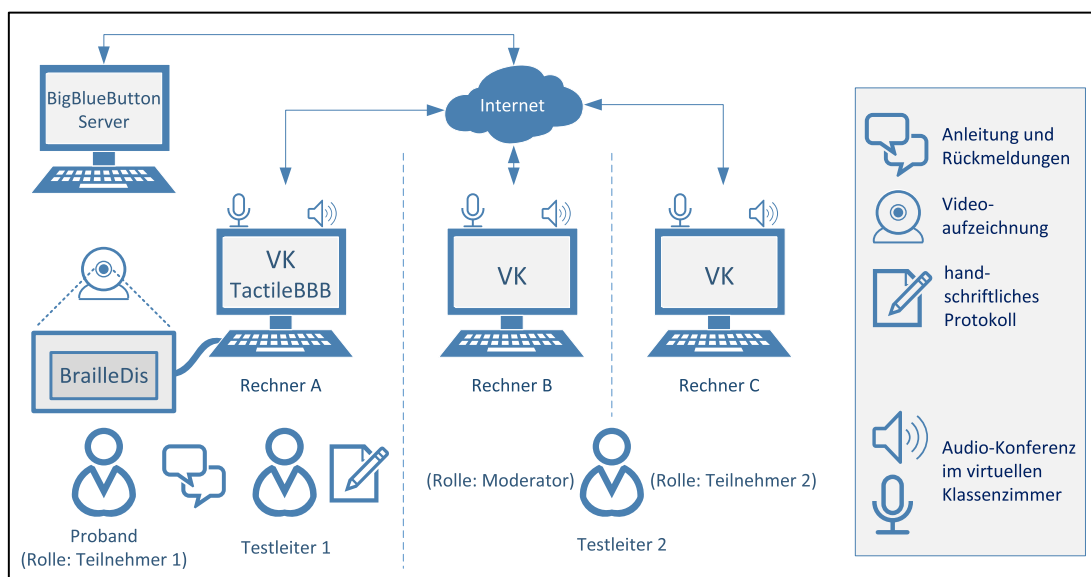 BigBlueButton
Server
Internet
VK
TactileBBB
VK
VK
BrailleDis
Rechner A
Rechner B
Rechner C
Proband
(Rolle: Teilnehmer 1)
Testleiter 1
(Rolle: Moderator)
(Rolle: Teilnehmer 2)
Testleiter 2
Anleitung und
Rückmeldungen
Video-
aufzeichnung
hand-
schriftliches
Protokoll
Audio-Konferenz
im virtuellen
Klassenzimmer